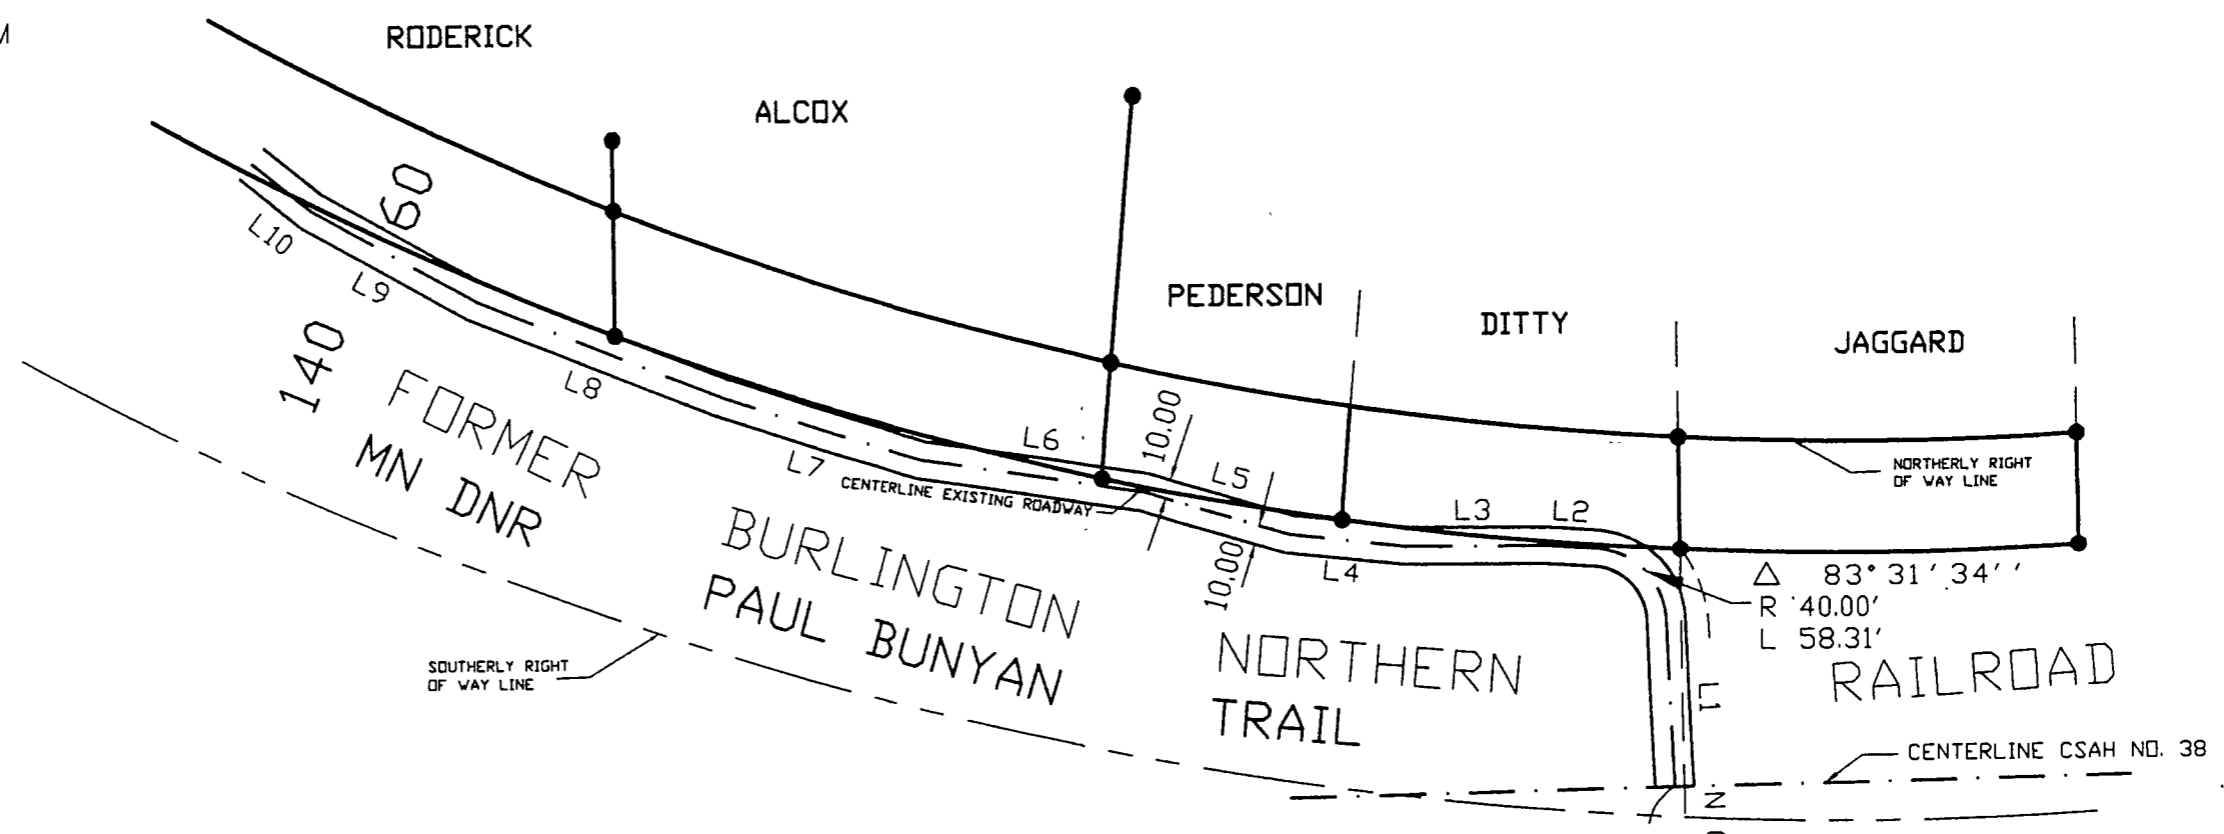 M
RODERICK
ALCOX
PEDERSON
DITTY
JAGGARD
60
140
L10
L9
L8
L7
L6
L5
L4
L3
L2
L1
10.00
10.00
CENTERLINE EXISTING ROADWAY
NORTHERLY RIGHT
OF WAY LINE
Δ 83°31'34''
R 40.00'
L 58.31'
FORMER
MN DNR
BURLINGTON
PAUL BUNYAN
NORTHERN
TRAIL
RAILROAD
SOUTHERLY RIGHT
OF WAY LINE
CENTERLINE CSAH NO. 38
N